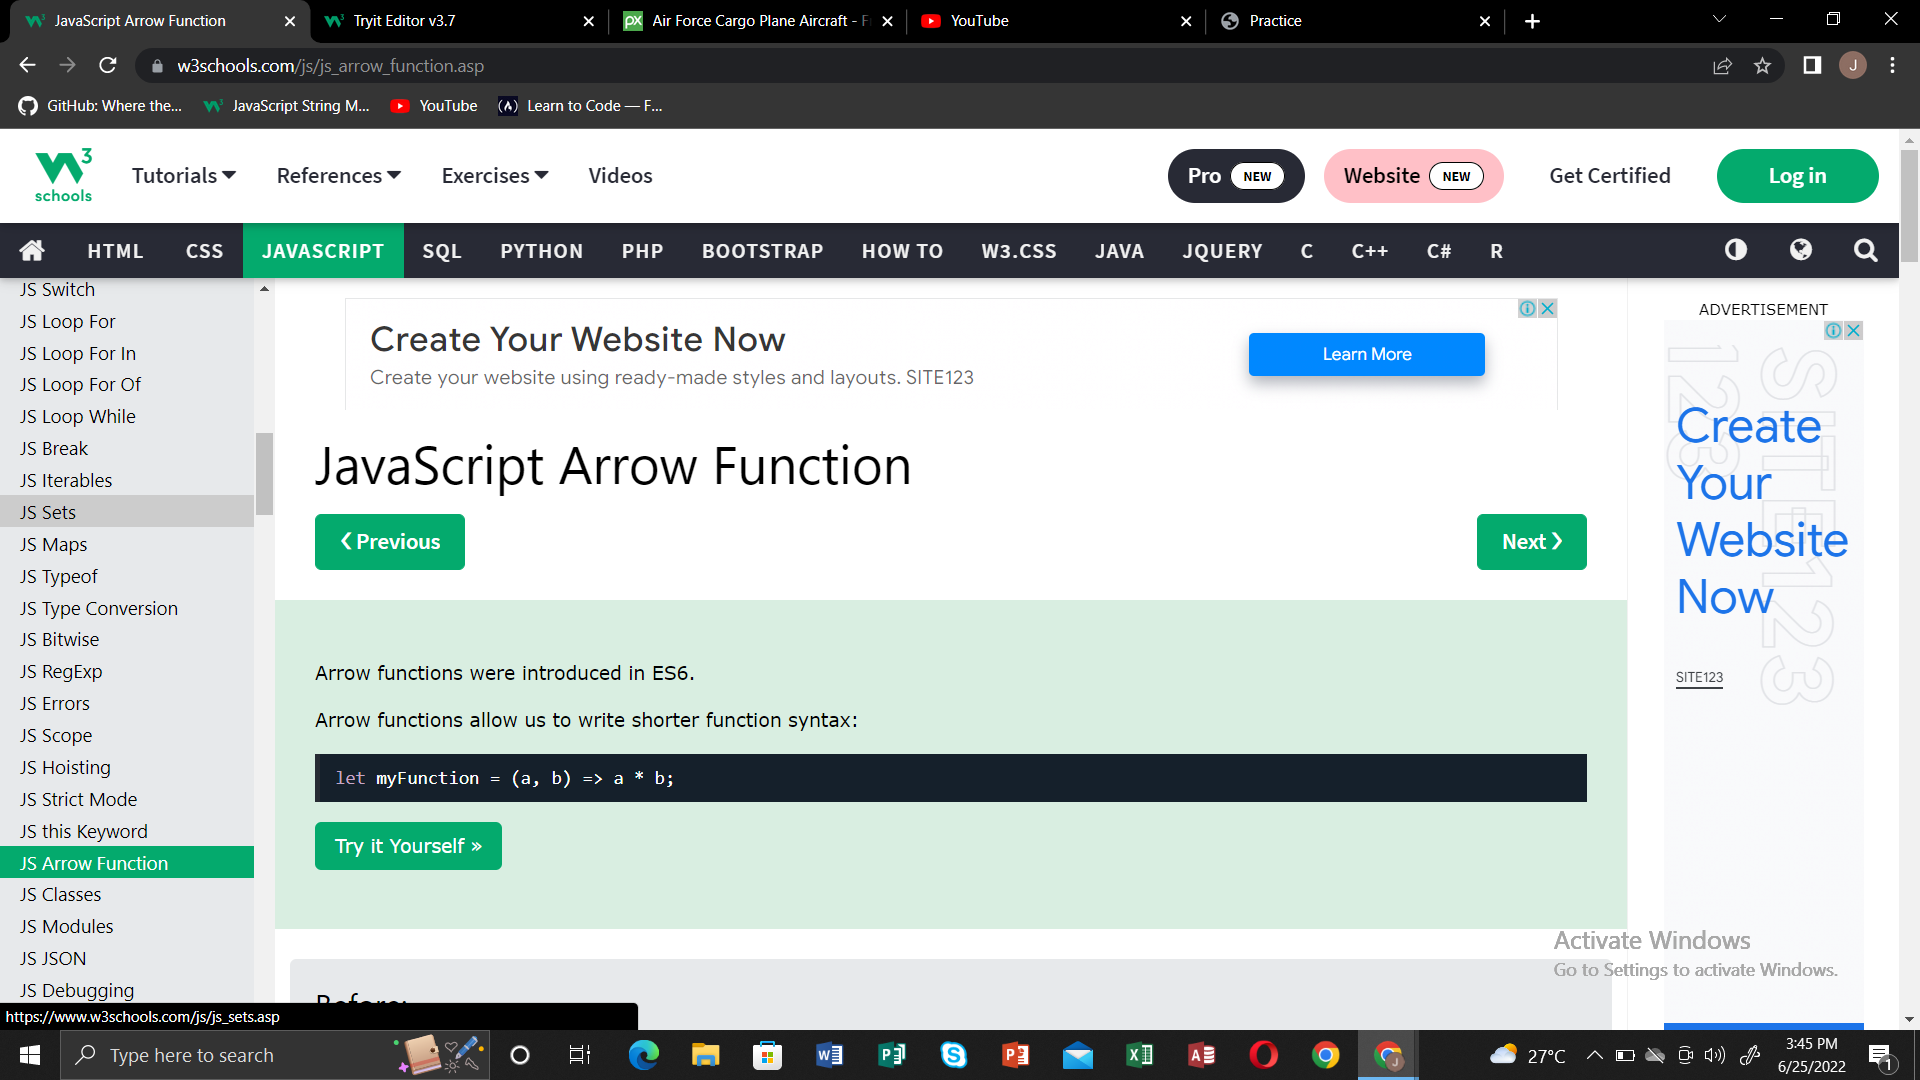 JavaScript Arrow Function
Tryit Editor v3.7
Air Force Cargo Plane Aircraft - F
YouTube
Practice
w3schools.com/js/js_arrow_function.asp
J
GitHub: Where the...
JavaScript String M...
YouTube
Learn to Code — F...
W3
schools
Tutorials
References
Exercises
Videos
Pro NEW
Website NEW
Get Certified
Log in
HTML
CSS
JAVASCRIPT
SQL
PYTHON
PHP
BOOTSTRAP
HOW TO
W3.CSS
JAVA
JQUERY
C
C++
C#
R
JS Switch
JS Loop For
JS Loop For In
JS Loop For Of
JS Loop While
JS Break
JS Iterables
JS Sets
JS Maps
JS Typeof
JS Type Conversion
JS Bitwise
JS RegExp
JS Errors
JS Scope
JS Hoisting
JS Strict Mode
JS this Keyword
JS Arrow Function
JS Classes
JS Modules
JS JSON
JS Debugging
Create Your Website Now
Create your website using ready-made styles and layouts. SITE123
Learn More
JavaScript Arrow Function
❮ Previous
Next ❯
Arrow functions were introduced in ES6.
Arrow functions allow us to write shorter function syntax:
let myFunction = (a, b) => a * b;
Try it Yourself »
Before:
ADVERTISEMENT
SITE123
Create
Your
Website
Now
SITE123
Activate Windows
Go to Settings to activate Windows.
https://www.w3schools.com/js/js_sets.asp
Type here to search
27°C
3:45 PM
6/25/2022
1